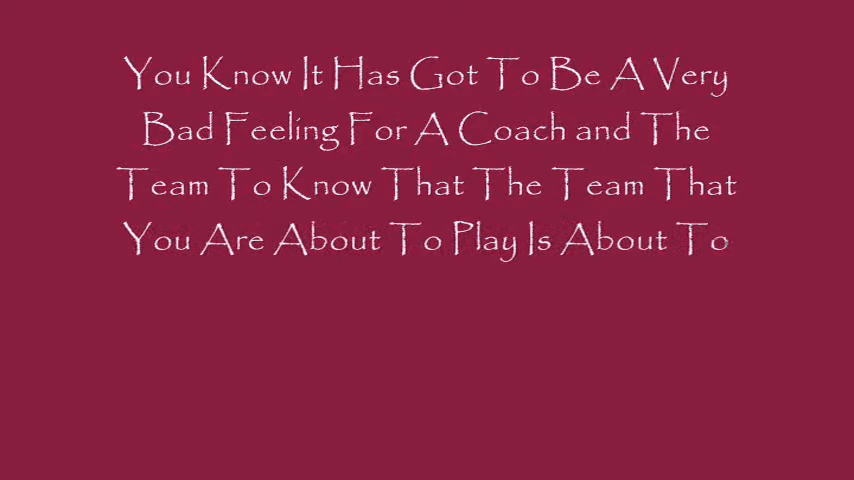 You Know It Has Got To Be A Very
Bad Feeling For A Coach and The
Team To Know That The Team That
You Are About To Play Is About To